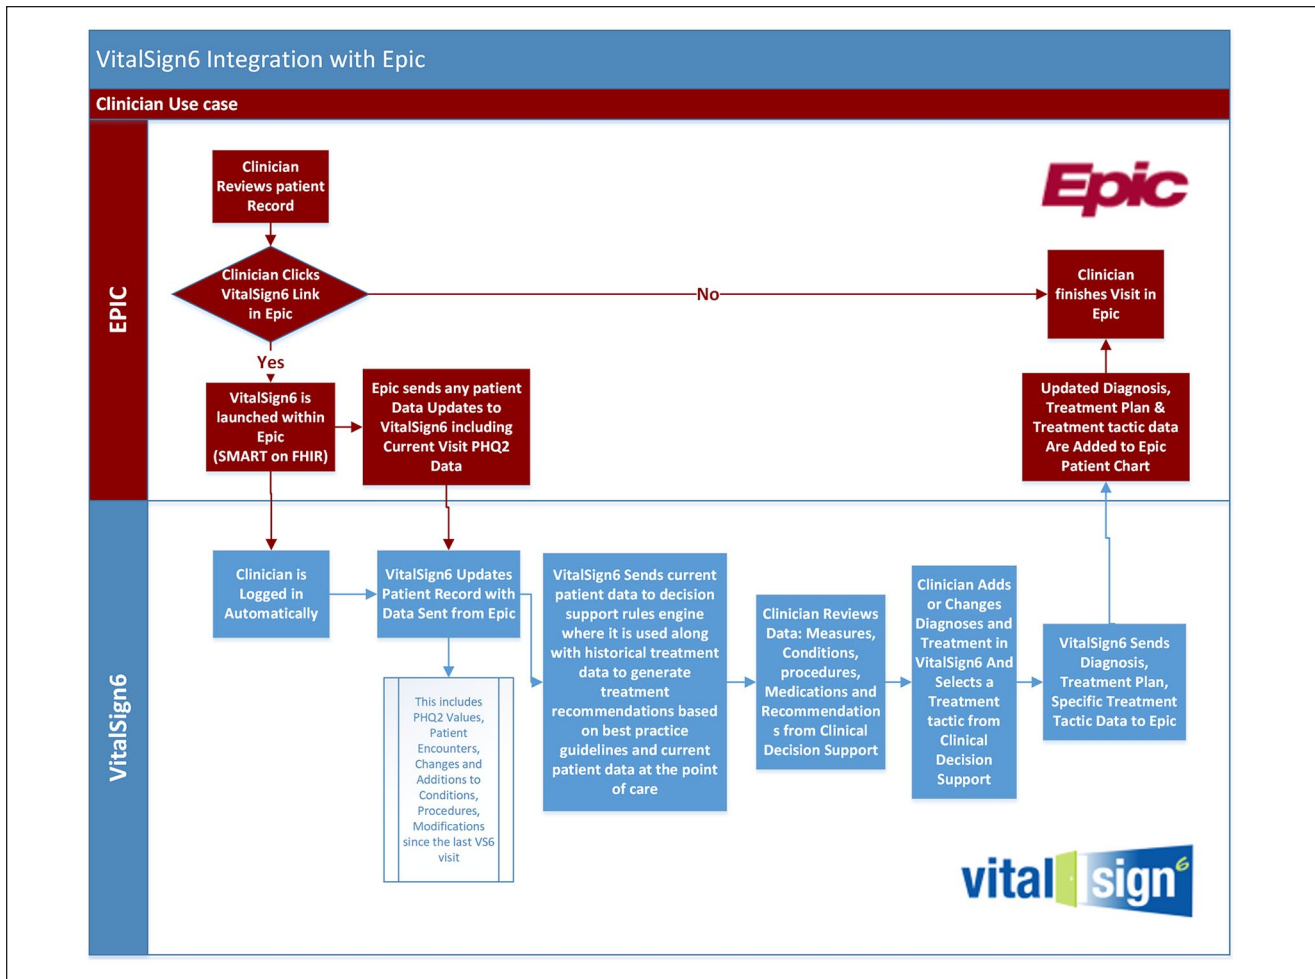 VitalSign6 Integration with Epic
Clinician Use case
EPIC
Clinician
Reviews patient
Record
Epic
Clinician Clicks
VitalSign6 Link
in Epic
No
Clinician
finishes Visit in
Epic
Yes
VitalSign6 is
launched within
Epic
(SMART on FHIR)
Epic sends any patient
Data Updates to
VitalSign6 including
Current Visit PHQ2
Data
Updated Diagnosis,
Treatment Plan &
Treatment tactic data
Are Added to Epic
Patient Chart
VitalSign6
Clinician is
Logged in
Automatically
VitalSign6 Updates
Patient Record with
Data Sent from Epic
This includes
PHQ2 Values,
Patient
Encounters,
Changes and
Additions to
Conditions,
Procedures,
Modifications
since the last VS6
visit
VitalSign6 Sends current
patient data to decision
support rules engine
where it is used along
with historical treatment
data to generate
treatment
recommendations based
on best practice
guidelines and current
patient data at the point
of care
Clinician Reviews
Data: Measures,
Conditions,
procedures,
Medications and
Recommendation
s from Clinical
Decision Support
Clinician Adds
or Changes
Diagnoses and
Treatment in
VitalSign6 And
Selects a
Treatment
tactic from
Clinical
Decision
Support
VitalSign6 Sends
Diagnosis,
Treatment Plan,
Specific Treatment
Tactic Data to Epic
vital sign 6